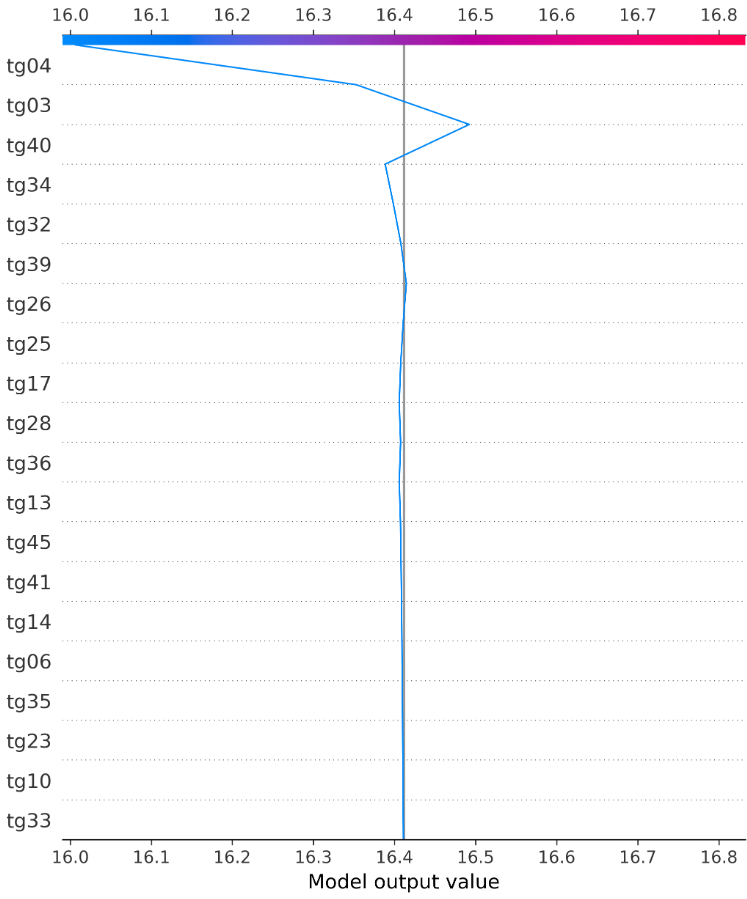 16.0 16.1 16.2 16.3 16.4 16.5 16.6 16.7 16.8
tg04
tg03
tg40
tg34
tg32
tg39
tg26
tg25
tg17
tg28
tg36
tg13
tg45
tg41
tg14
tg06
tg35
tg23
tg10
tg33
16.0 16.1 16.2 16.3 16.4 16.5 16.6 16.7 16.8
Model output value